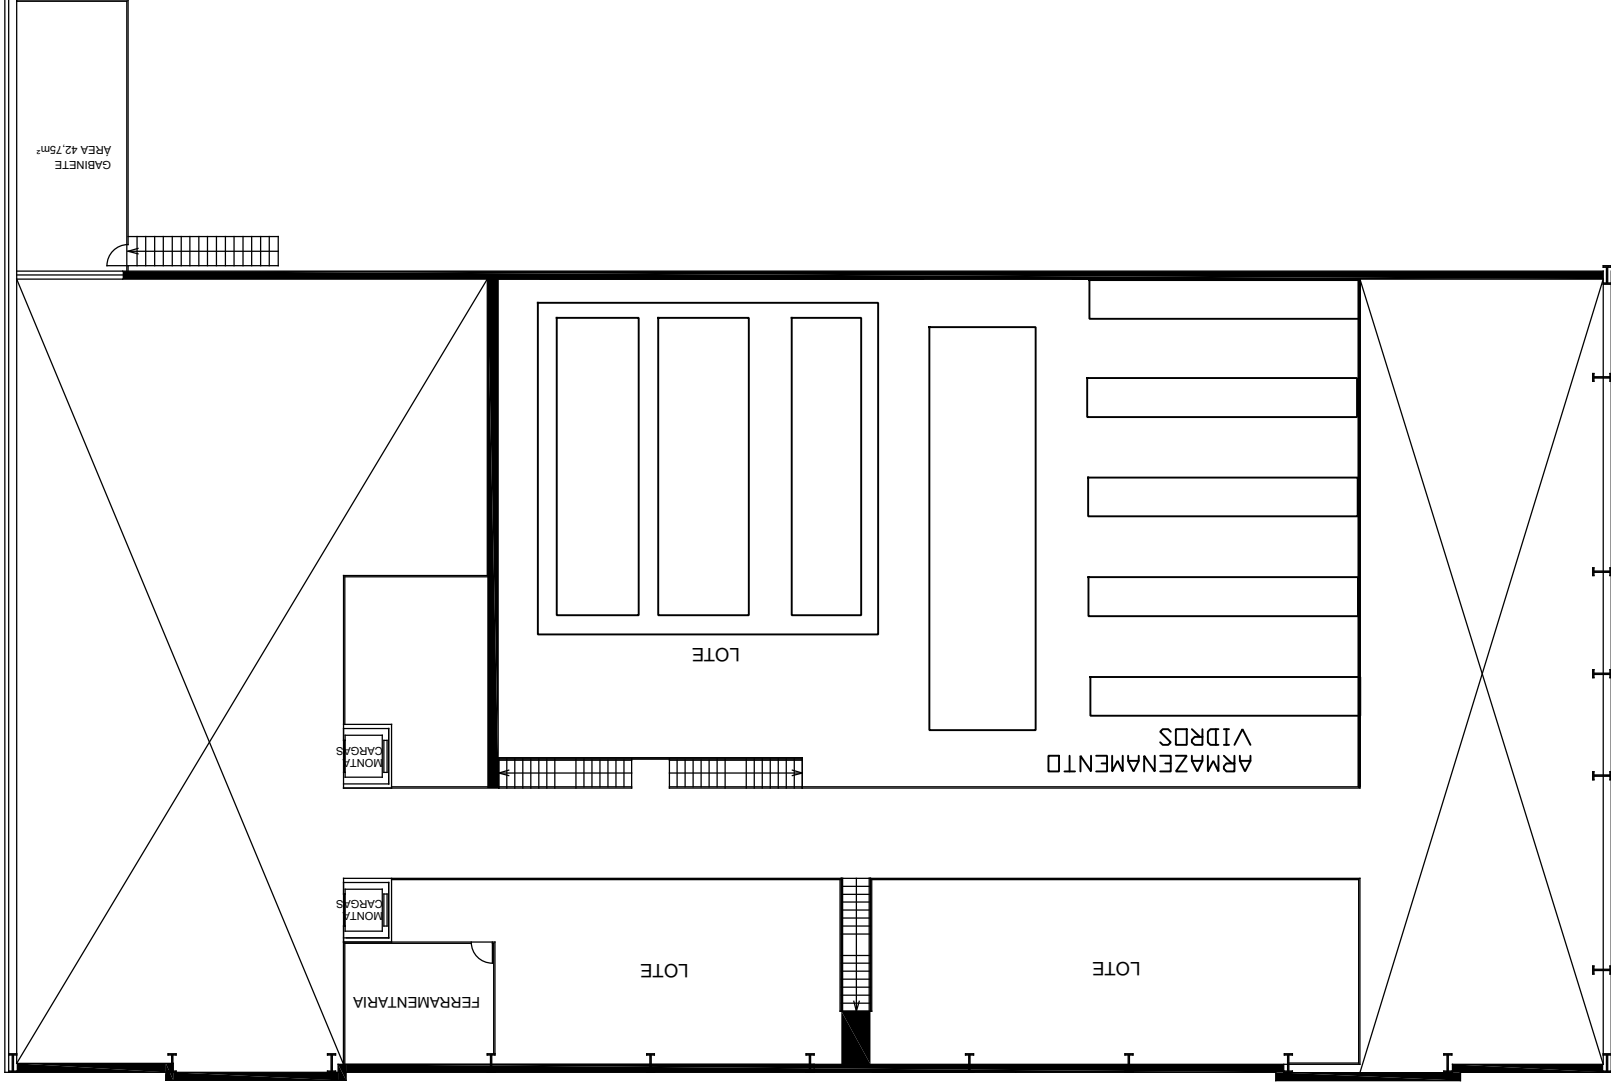 GABINETE
ÁREA 42,75m²
LOTE
ARMAZENAMENTO
VIDROS
MONTA
CARGAS
MONTA
CARGAS
FERRAMENTARIA
LOTE
LOTE